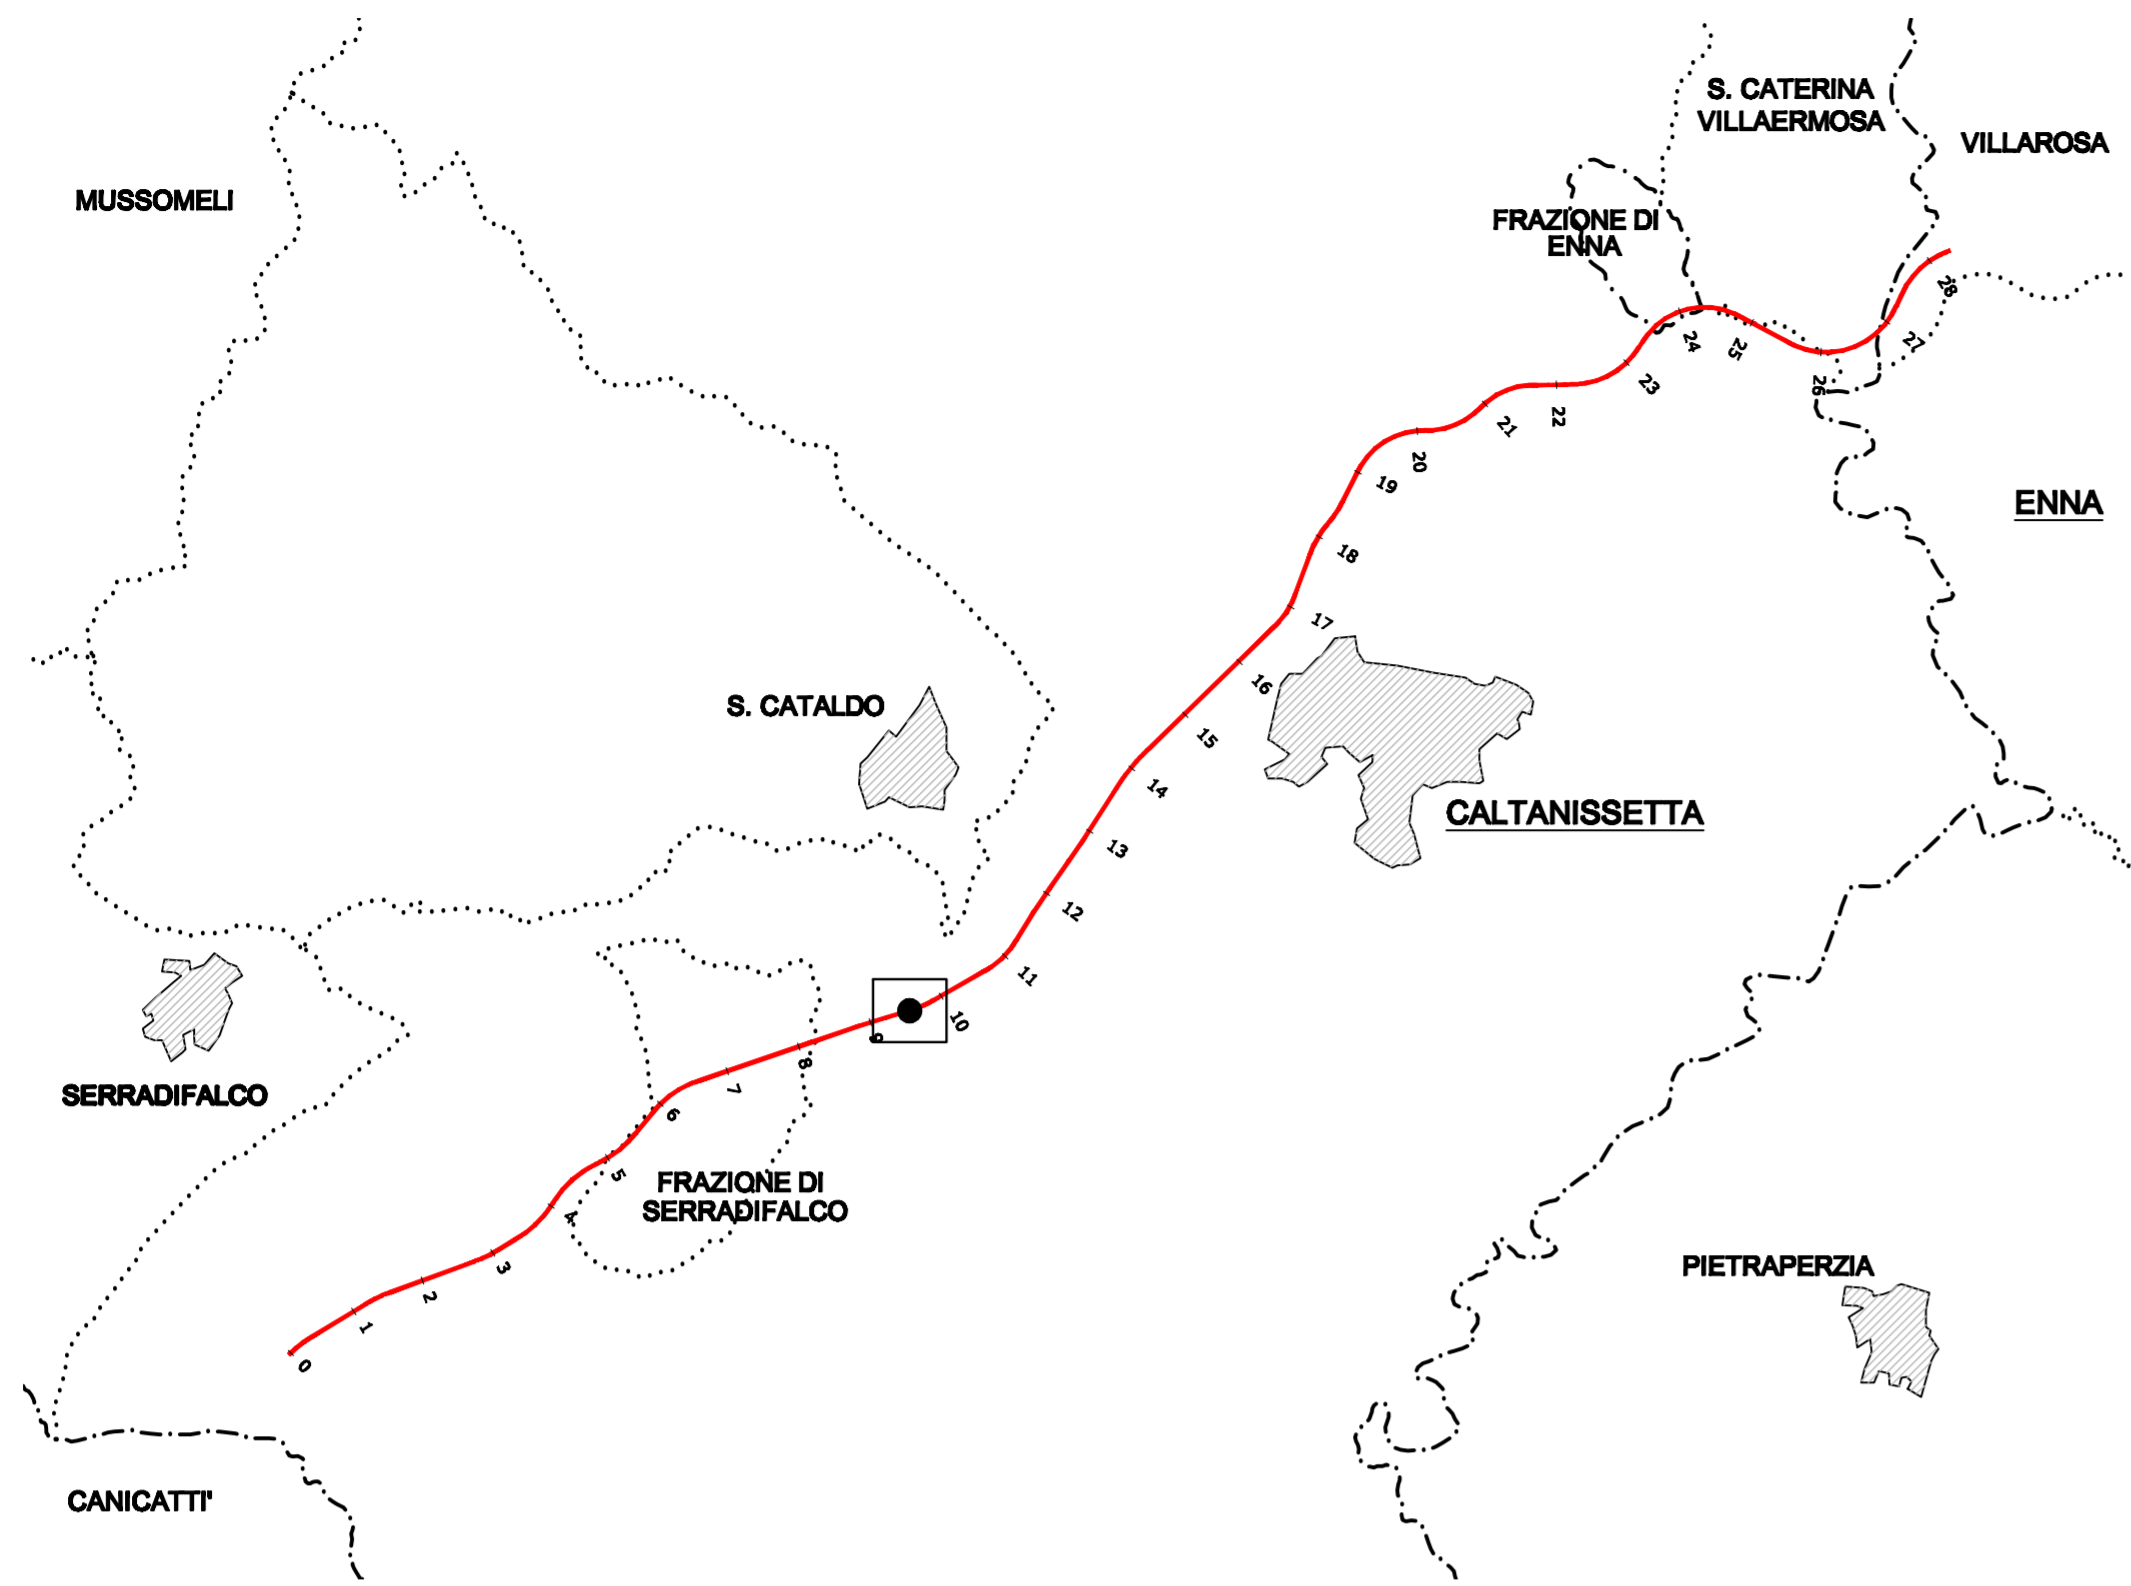 S. CATERINA
VILLAERMOSA
VILLAROSA
MUSSOMELI
FRAZIONE DI
ENNA
28
27
24
25
26
23
22
21
20
19
18
17
16
15
14
13
12
11
10
9
8
7
6
5
4
3
2
1
0
ENNA
S. CATALDO
CALTANISSETTA
SERRADIFALCO
FRAZIONE DI
SERRADIFALCO
PIETRAPERZIA
CANICATTI'